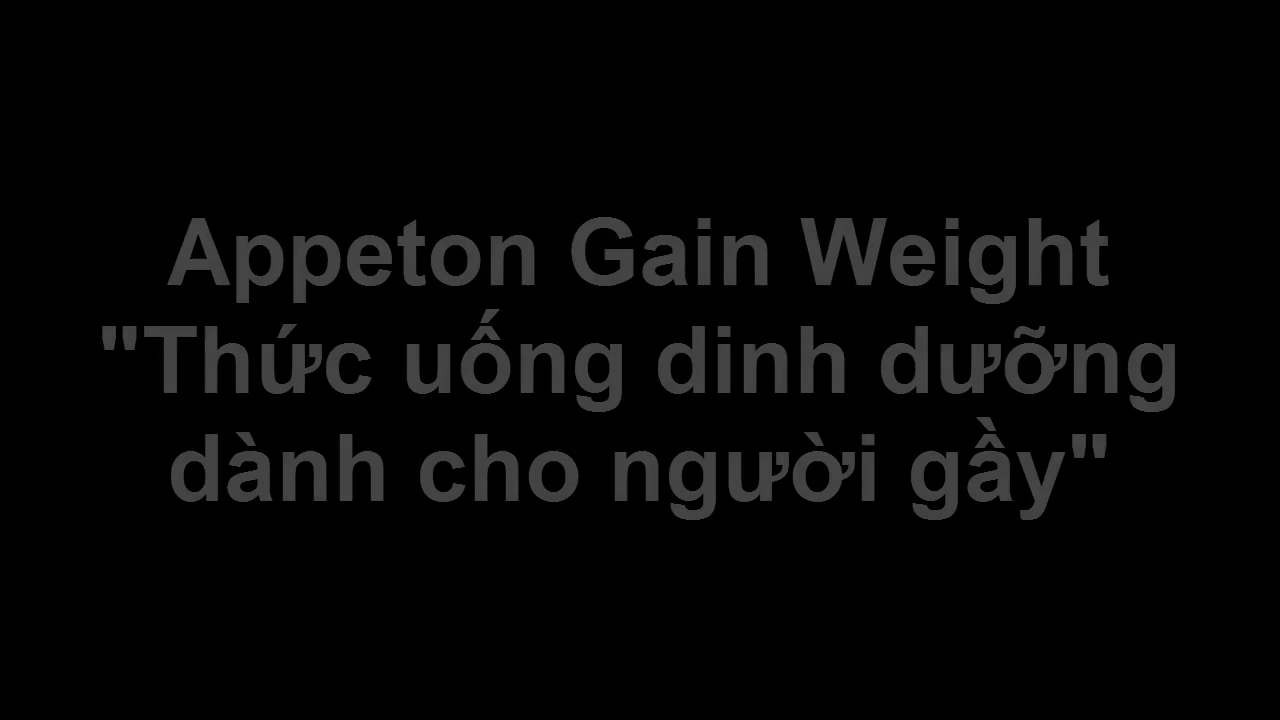 Appeton Gain Weight
"Thức uống dinh dưỡng
dành cho người gầy"